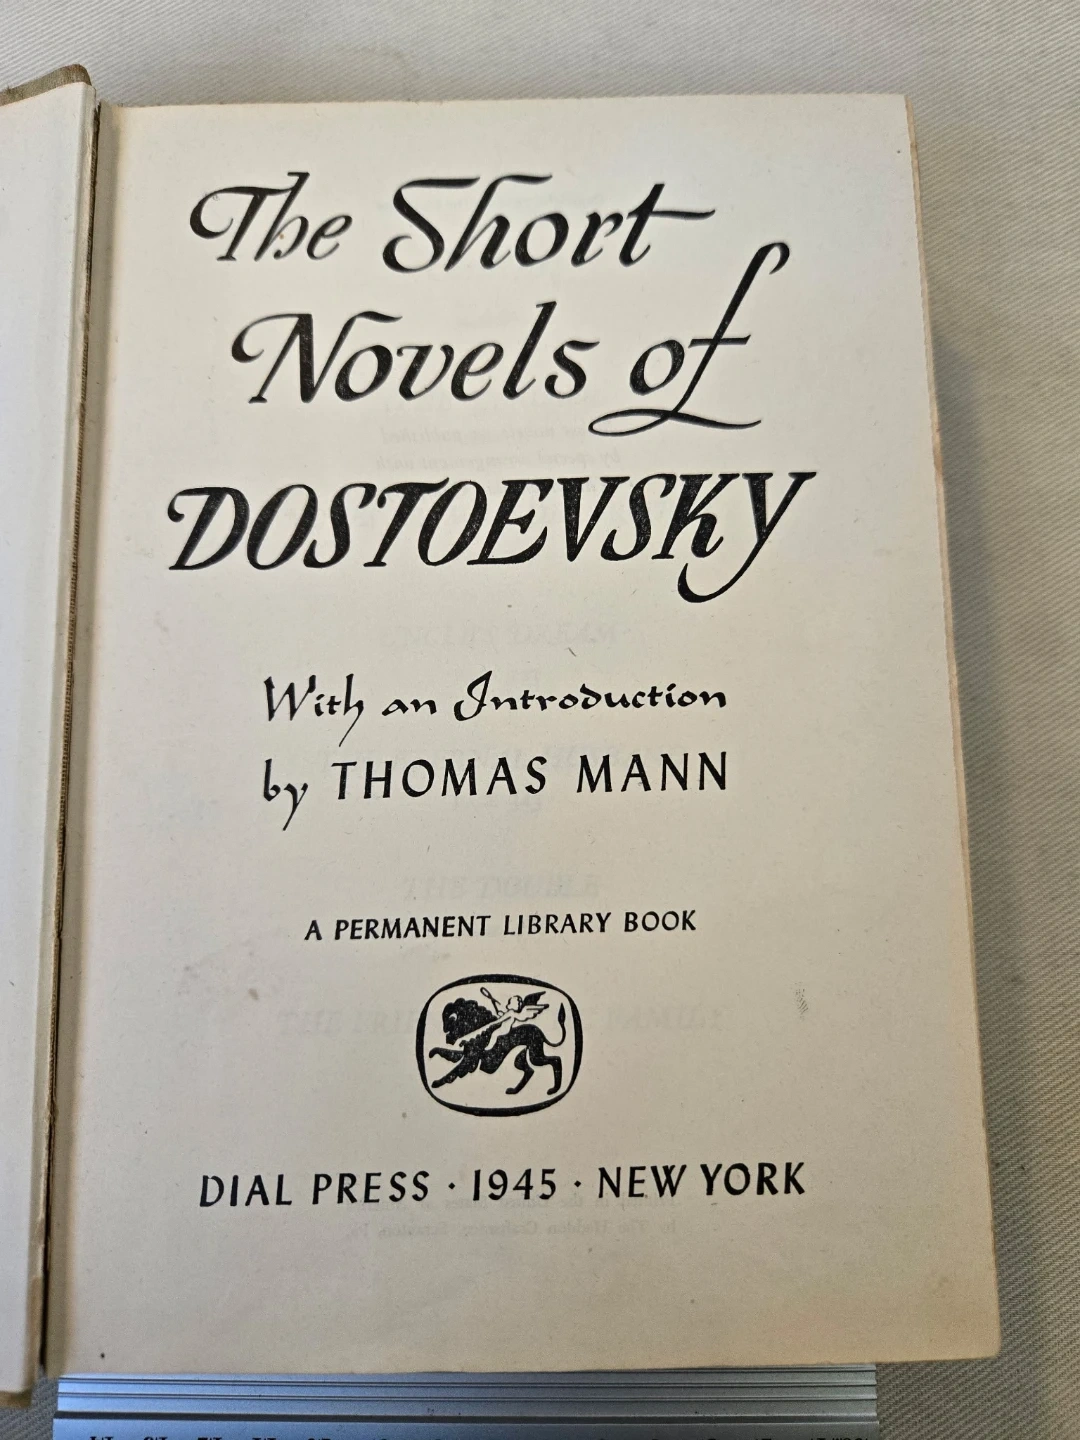 The Short
Novels of
DOSTOEVSKY
With an Introduction
by THOMAS MANN
A PERMANENT LIBRARY BOOK
DIAL PRESS · 1945 · NEW YORK